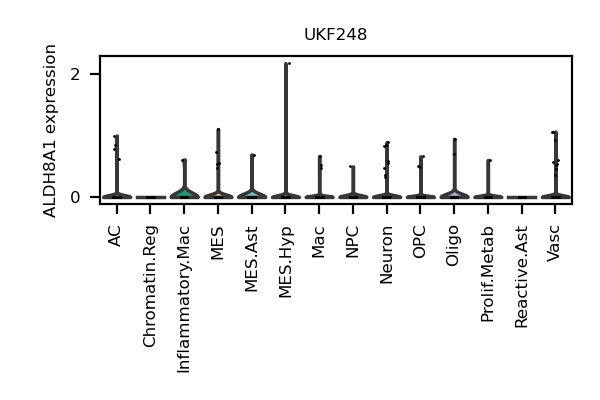 UKF248
ALDH8A1 expression
2
0
AC
Chromatin.Reg
Inflammatory.Mac
MES
MES.Ast
MES.Hyp
Mac
NPC
Neuron
OPC
Oligo
Prolif.Metab
Reactive.Ast
Vasc